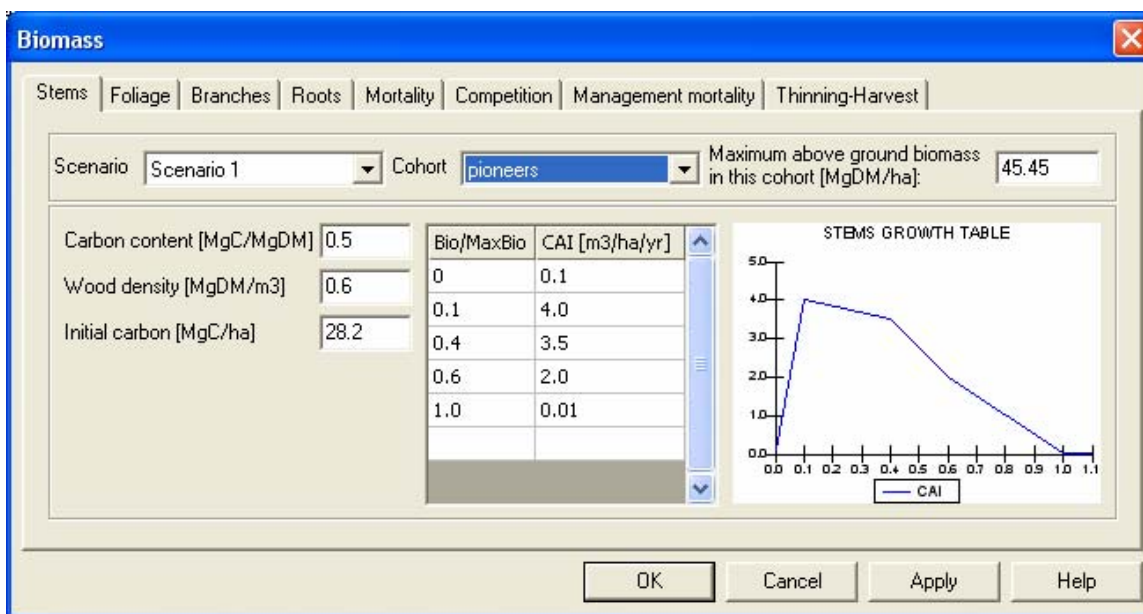 Biomass
Stems Foliage Branches Roots Mortality Competition Management mortality Thinning-Harvest
Scenario Scenario 1 Cohort pioneers Maximum above ground biomass
in this cohort [MgDM/ha]: 45.45
Carbon content [MgC/MgDM] 0.5
Wood density [MgDM/m3] 0.6
Initial carbon [MgC/ha] 28.2
Bio/MaxBio CAI [m3/ha/yr]
0 0.1
0.1 4.0
0.4 3.5
0.6 2.0
1.0 0.01
STEMS GROWTH TABLE
5.0
4.0
3.0
2.0
1.0
0.0
0.0 0.1 0.2 0.3 0.4 0.5 0.6 0.7 0.8 0.9 1.0 1.1
CAI
OK Cancel Apply Help